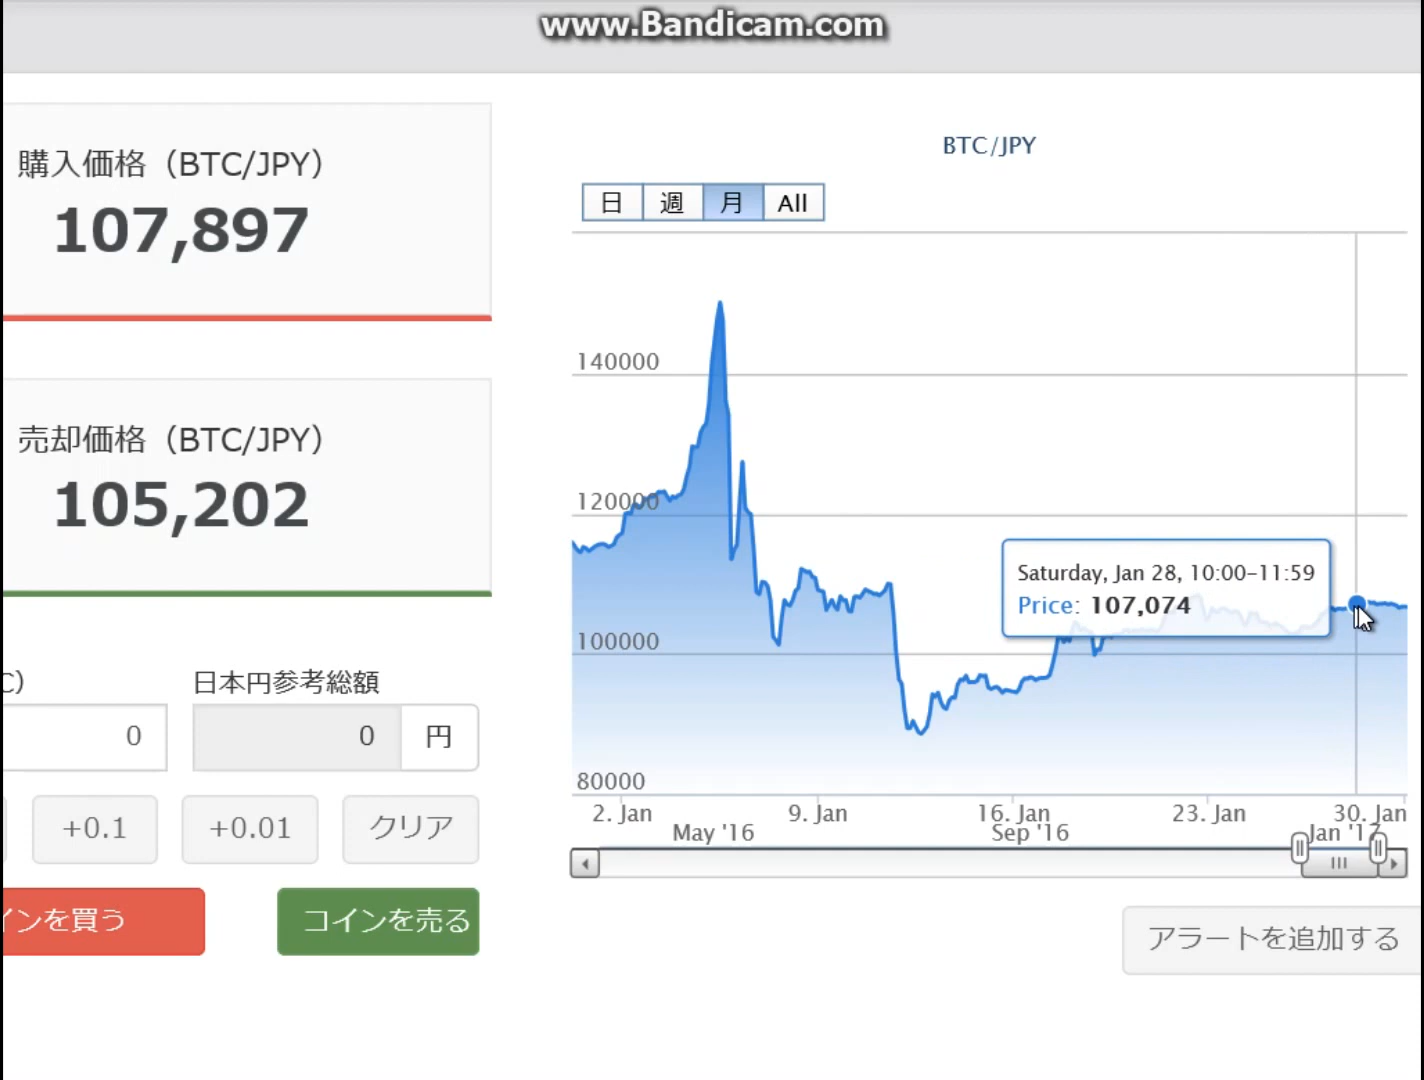 www.Bandicam.com
購入価格（BTC/JPY）
107,897
売却価格（BTC/JPY）
105,202
C）
日本円参考総額
0
0
円
+0.1
+0.01
クリア
インを買う
コインを売る
BTC/JPY
日
週
月
All
140000
120000
100000
80000
Saturday, Jan 28, 10:00-11:59
Price: 107,074
2. Jan
9. Jan
16. Jan
23. Jan
30. Jan
May '16
Sep '16
Jan '17
アラートを追加する